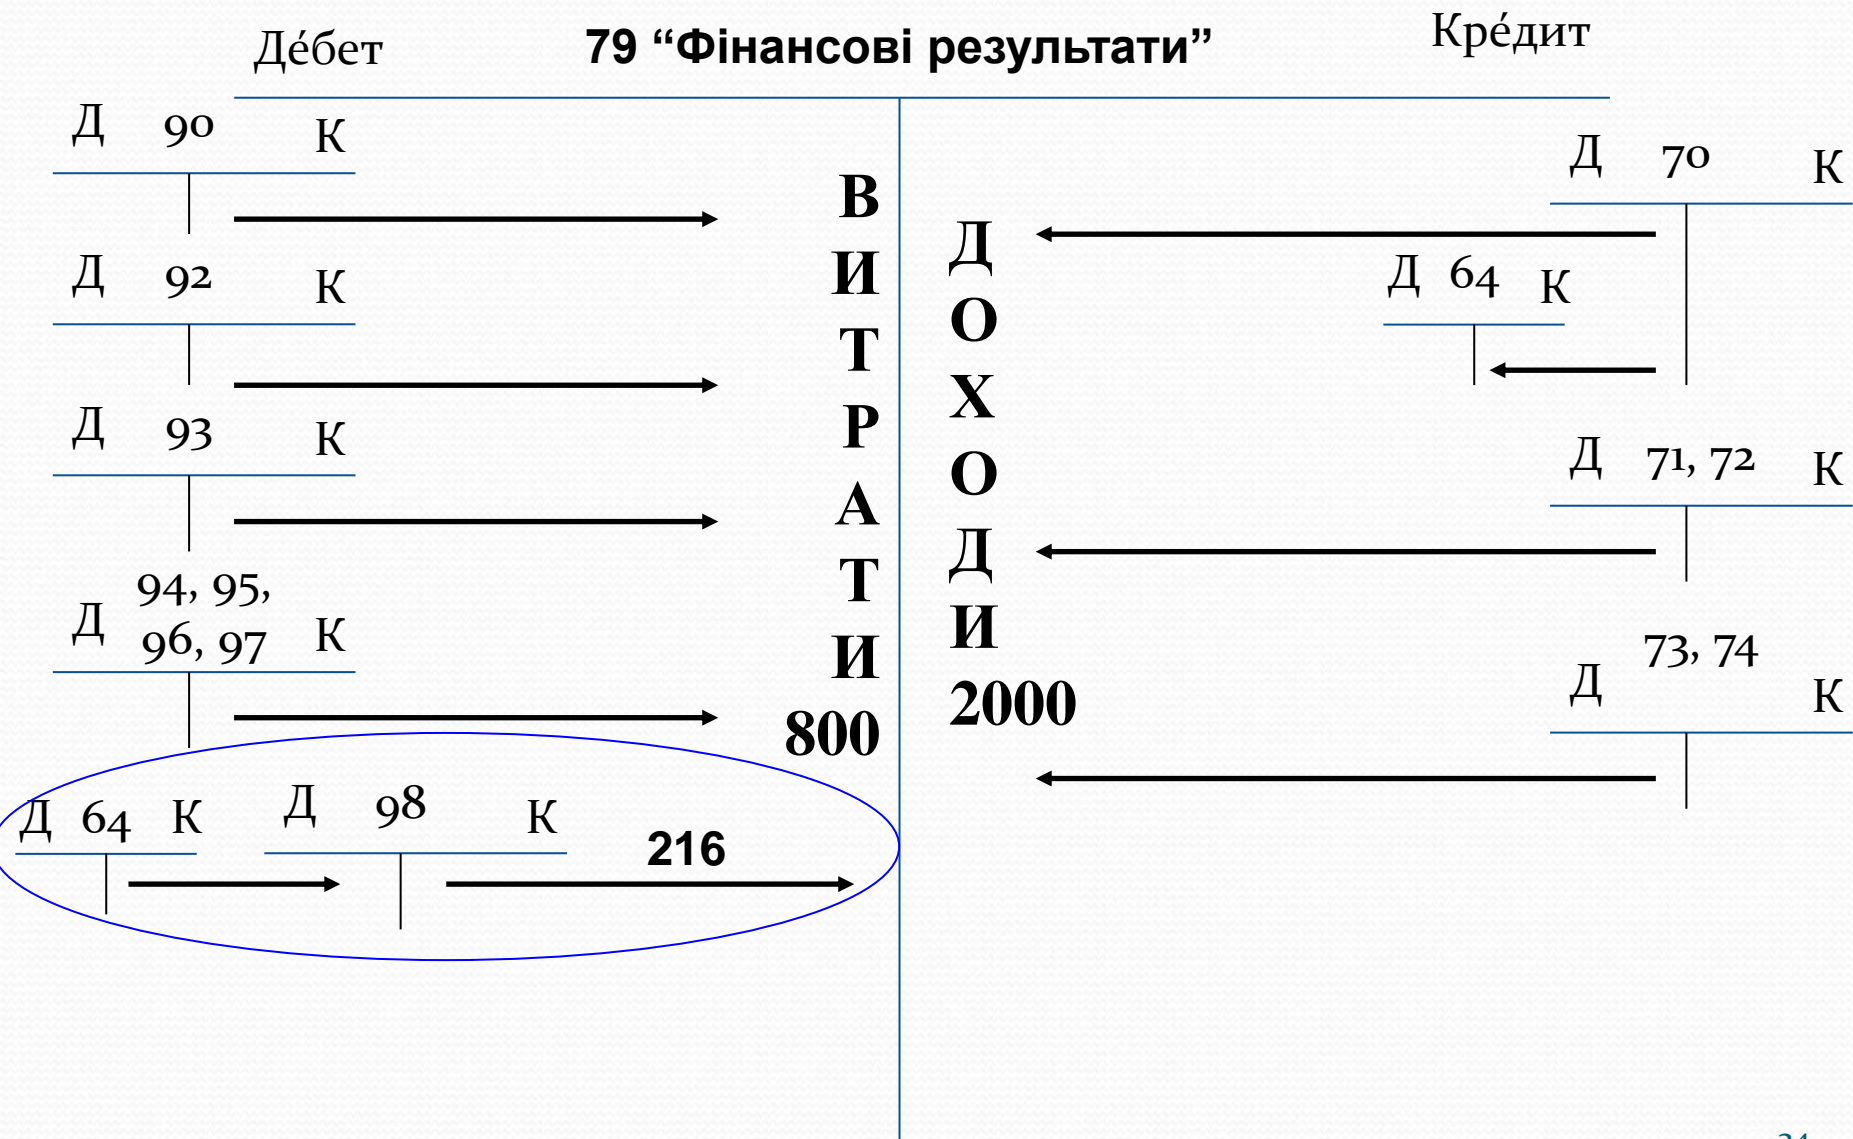 Де́бет
79 “Фінансові результати”
Кре́дит
Д 90 К
Д 92 К
Д 93 К
Д 94, 95, К
96, 97
Д 64 К
Д 98 К
216
В
И
Т
Р
А
Т
И
800
Д
О
Х
О
Д
И
2000
Д 70 К
Д 64 К
Д 71, 72 К
73, 74
Д К